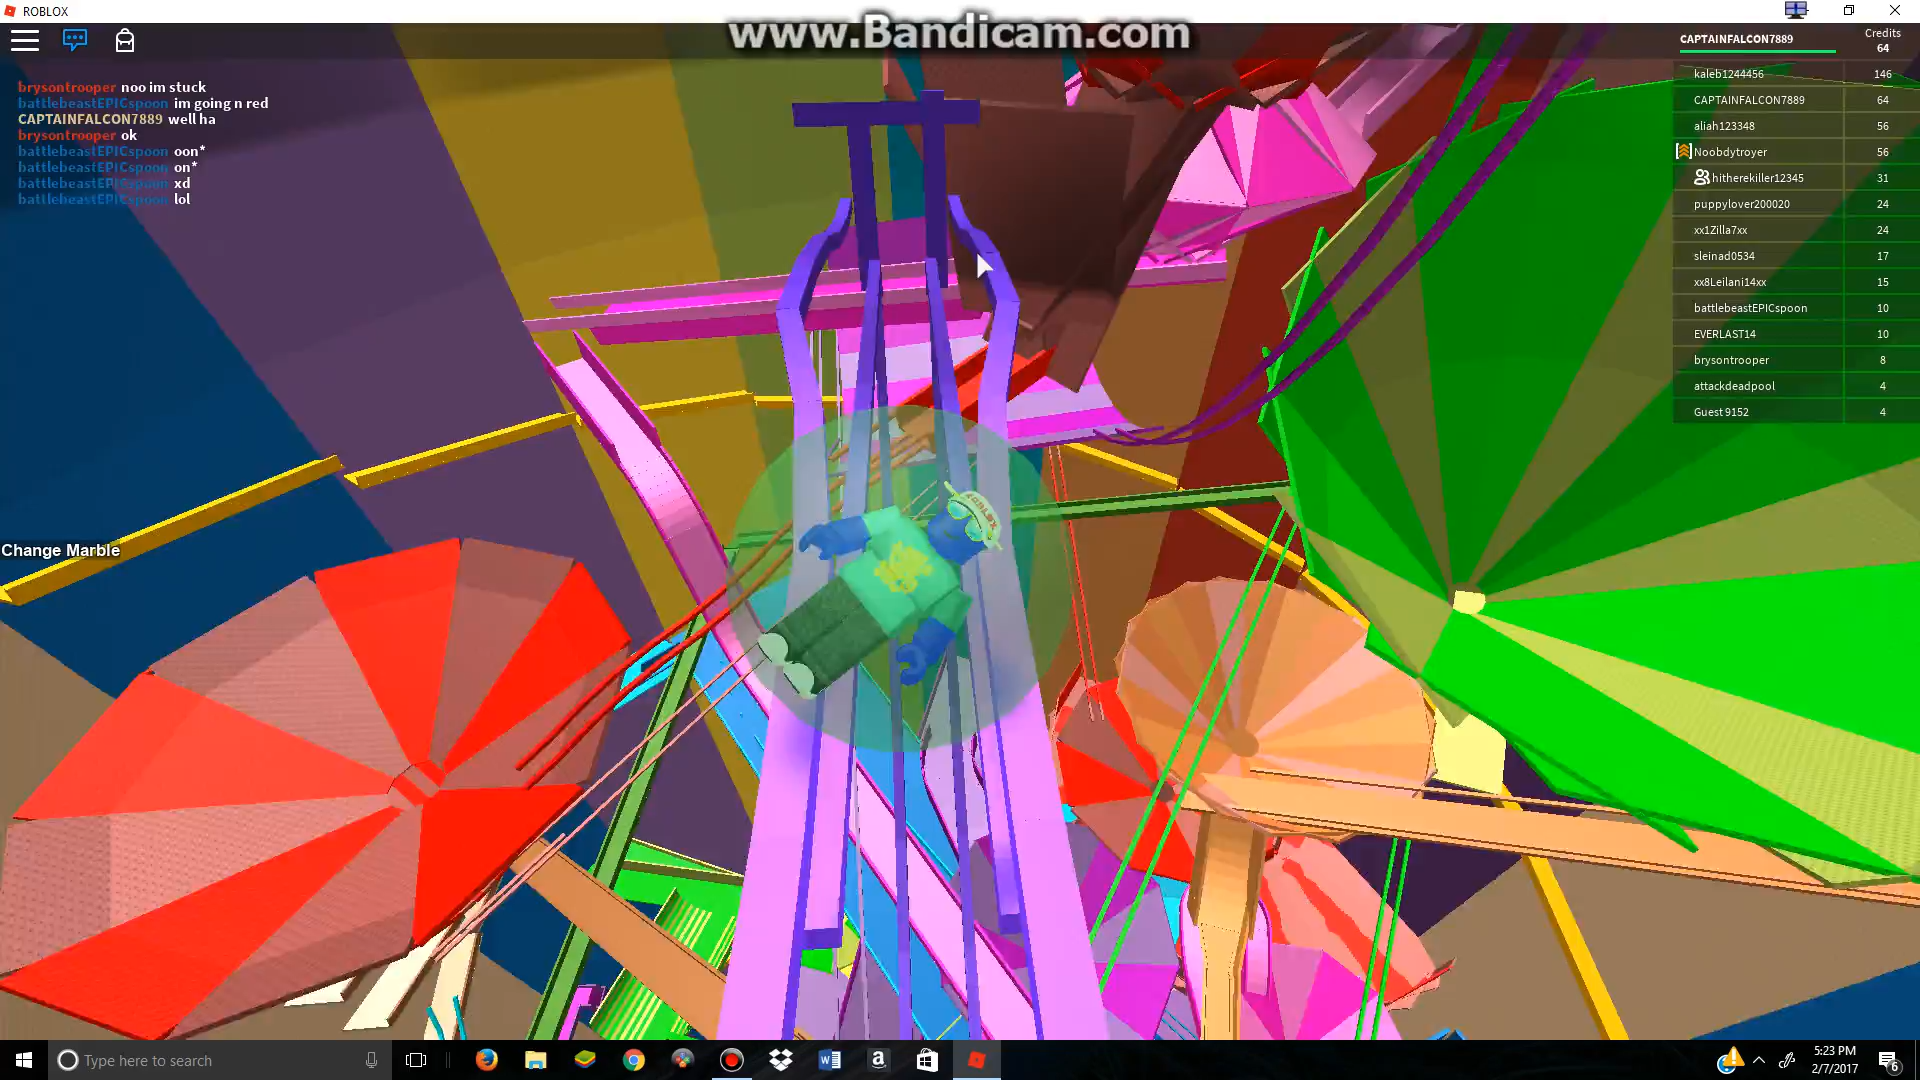 ROBLOX
www.Bandicam.com
CAPTAINFALCON7889
Credits
64
brysontrooper noo im stuck
battlebeastEPICspoon im going n red
CAPTAINFALCON7889 well ha
brysontrooper ok
battlebeastEPICspoon oon*
battlebeastEPICspoon on*
battlebeastEPICspoon xd
battlebeastEPICspoon lol
kaleb1244456 146
CAPTAINFALCON7889 64
aliah123348 56
Noobdytroyer 56
hitherekiller12345 31
puppylover200020 24
xx1Zilla7xx 24
sleinad0534 17
xx8Leilani14xx 15
battlebeastEPICspoon 10
EVERLAST14 10
brysontrooper 8
attackdeadpool 4
Guest 9152 4
ROBLOX
Change Marble
Type here to search
5:23 PM
2/7/2017
6